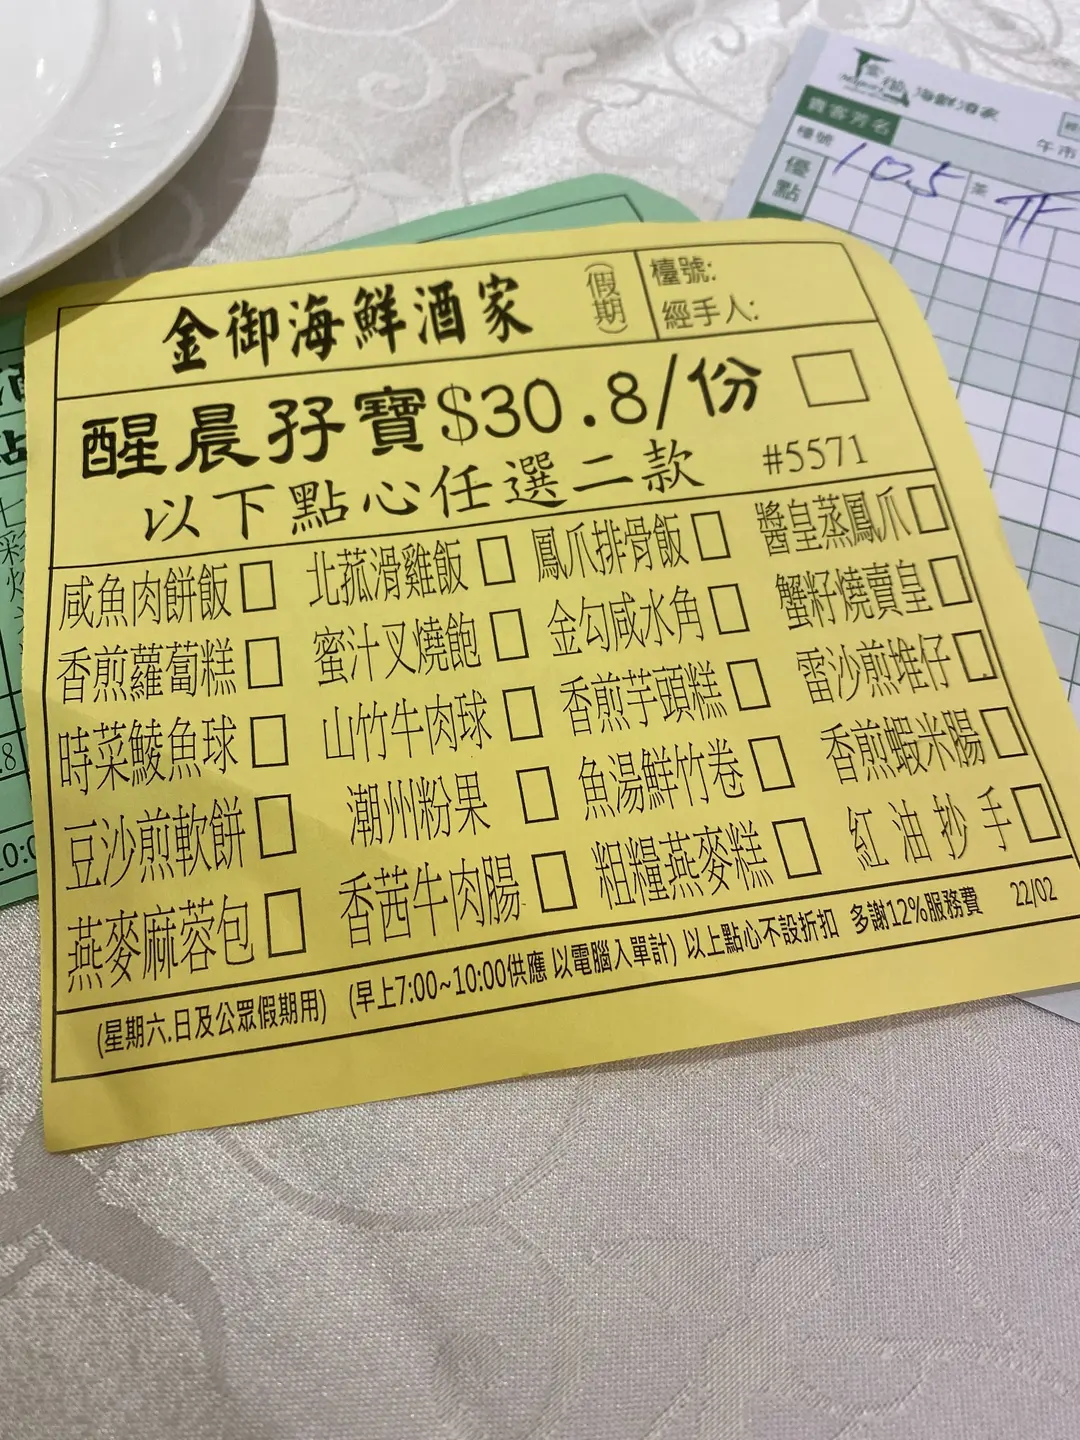 金御海鮮酒家
(假期)
檯號:
經手人:
醒晨孖寶$30.8/份
以下點心任選二款 #5571
咸魚肉餅飯 北菰滑雞飯 鳳爪排骨飯 醬皇蒸鳳爪
香煎蘿蔔糕 蜜汁叉燒飽 金勾咸水角 蟹籽燒賣皇
時菜鯪魚球 山竹牛肉球 香煎芋頭糕 雷沙煎堆仔
豆沙煎軟餅 潮州粉果 魚湯鮮竹卷 香煎蝦米腸
燕麥麻蓉包 香茜牛肉腸 粗糧燕麥糕 紅油抄手
(星期六.日及公眾假期用) (早上7:00~10:00供應 以電腦入單計) 以上點心不設折扣 多謝12%服務費 22/02
金御海鮮酒家
貴客芳名
檯號 105 茶 TF
午市
優點